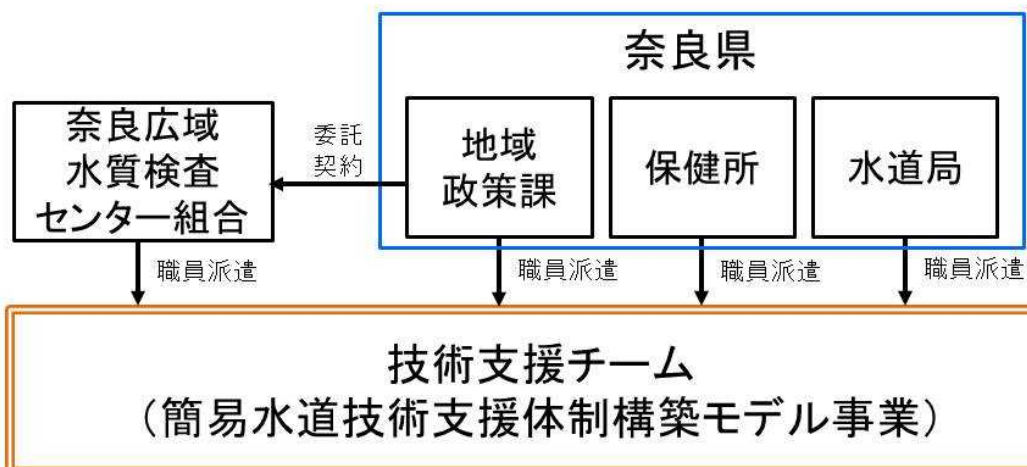 奈良県
奈良広域
水質検査
センター組合
委託
契約
地域
政策課
保健所
水道局
職員派遣
職員派遣
職員派遣
職員派遣
技術支援チーム
（簡易水道技術支援体制構築モデル事業）